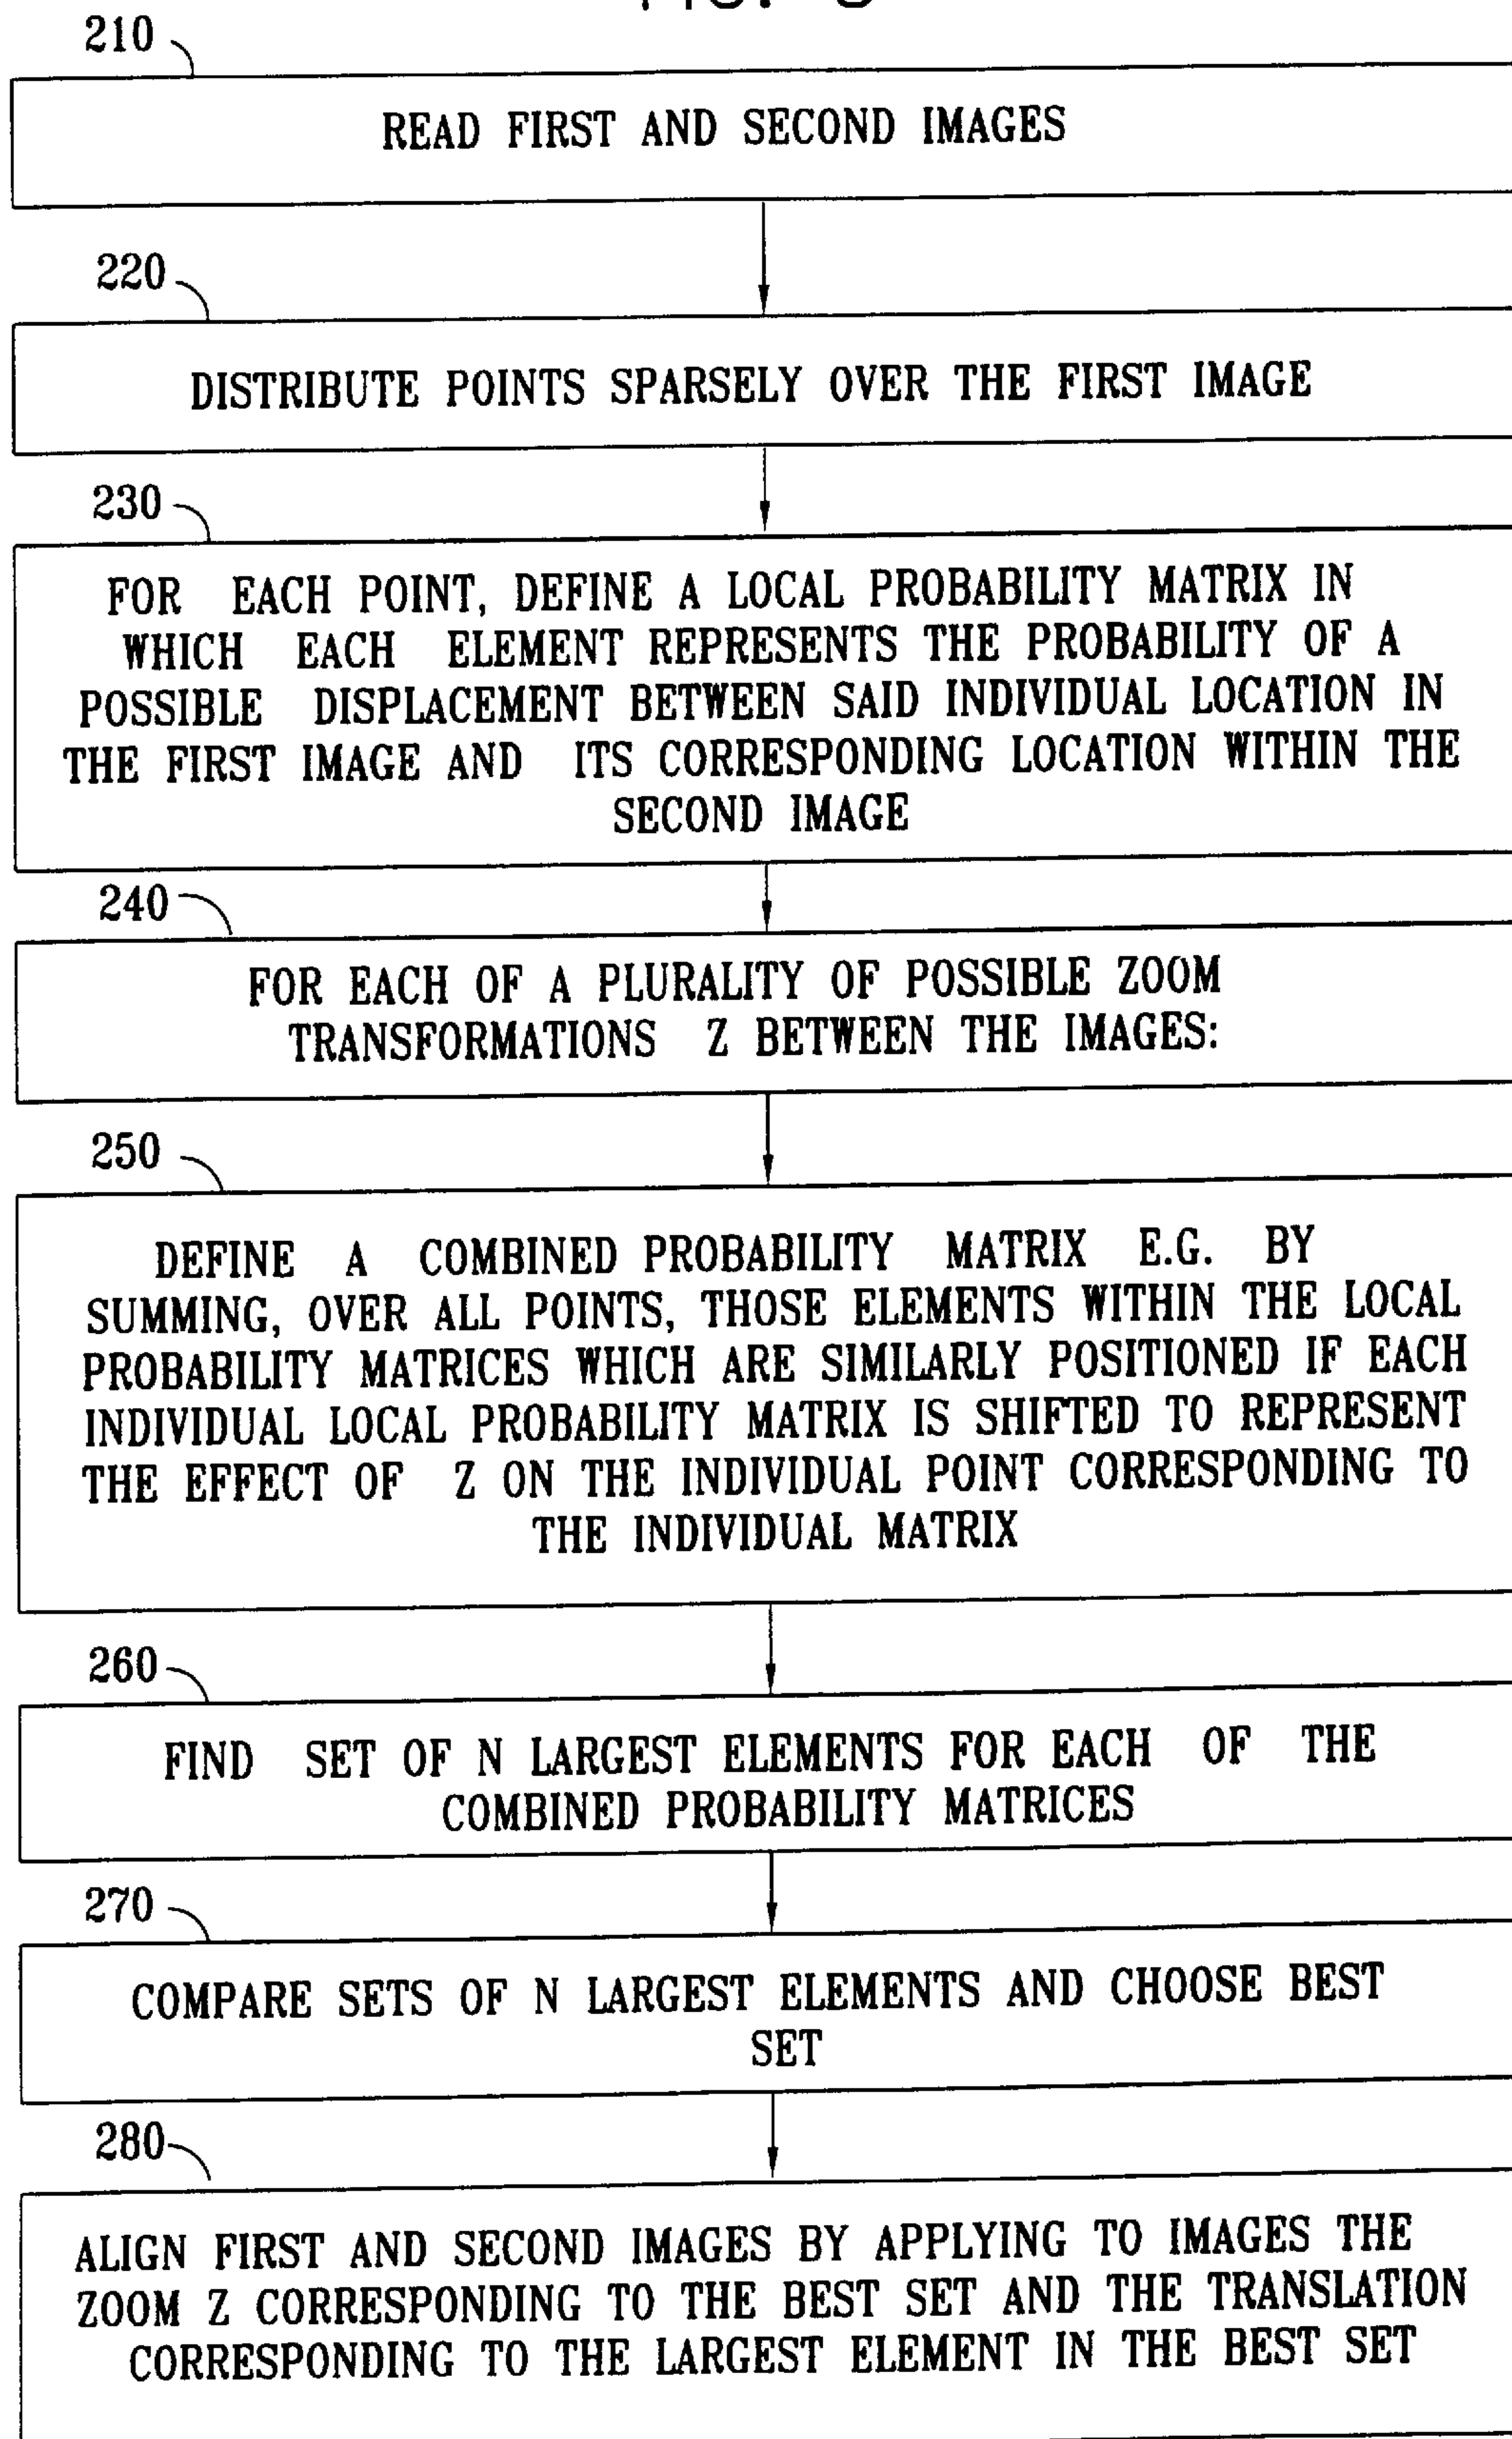 210
READ FIRST AND SECOND IMAGES
220
DISTRIBUTE POINTS SPARSELY OVER THE FIRST IMAGE
230
FOR EACH POINT, DEFINE A LOCAL PROBABILITY MATRIX IN
WHICH EACH ELEMENT REPRESENTS THE PROBABILITY OF A
POSSIBLE DISPLACEMENT BETWEEN SAID INDIVIDUAL LOCATION IN
THE FIRST IMAGE AND ITS CORRESPONDING LOCATION WITHIN THE
SECOND IMAGE
240
FOR EACH OF A PLURALITY OF POSSIBLE ZOOM
TRANSFORMATIONS Z BETWEEN THE IMAGES:
250
DEFINE A COMBINED PROBABILITY MATRIX E.G. BY
SUMMING, OVER ALL POINTS, THOSE ELEMENTS WITHIN THE LOCAL
PROBABILITY MATRICES WHICH ARE SIMILARLY POSITIONED IF EACH
INDIVIDUAL LOCAL PROBABILITY MATRIX IS SHIFTED TO REPRESENT
THE EFFECT OF Z ON THE INDIVIDUAL POINT CORRESPONDING TO
THE INDIVIDUAL MATRIX
260
FIND SET OF N LARGEST ELEMENTS FOR EACH OF THE
COMBINED PROBABILITY MATRICES
270
COMPARE SETS OF N LARGEST ELEMENTS AND CHOOSE BEST
SET
280
ALIGN FIRST AND SECOND IMAGES BY APPLYING TO IMAGES THE
ZOOM Z CORRESPONDING TO THE BEST SET AND THE TRANSLATION
CORRESPONDING TO THE LARGEST ELEMENT IN THE BEST SET